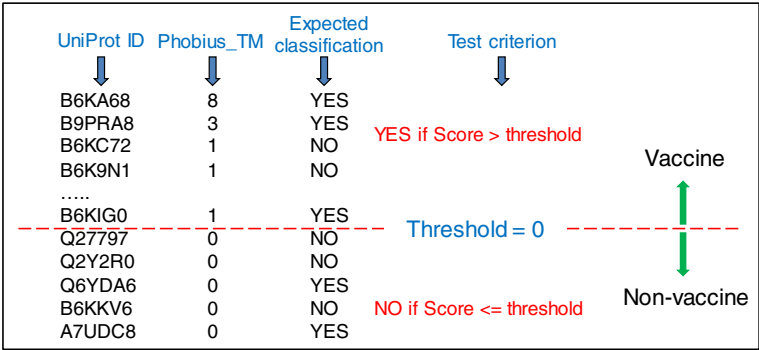 UniProt ID Phobius_TM Expected classification Test criterion
B6KA68 8 YES
B9PRA8 3 YES
YES if Score > threshold
B6KC72 1 NO
Vaccine
B6K9N1 1 NO
.....
B6KIG0 1 YES
Threshold = 0
Q27797 0 NO
Q2Y2R0 0 NO
Q6YDA6 0 YES
Non-vaccine
B6KKV6 0 NO
NO if Score <= threshold
A7UDC8 0 YES